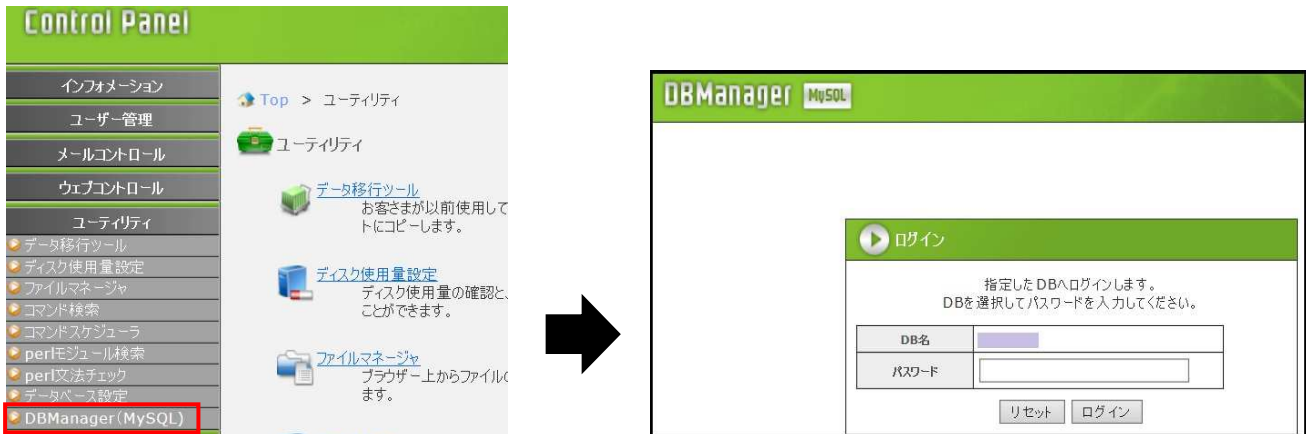 Control Panel
インフォメーション
ユーザー管理
メールコントロール
ウェブコントロール
ユーティリティ
データ移行ツール
ディスク使用量設定
ファイルマネージャ
コマンド検索
コマンドスケジューラ
perlモジュール検索
perl文法チェック
データベース設定
DBManager(MySQL)
Top > ユーティリティ
ユーティリティ
データ移行ツール
お客さまが以前使用して
トにコピーします。
ディスク使用量設定
ディスク使用量の確認と、
ことができます。
ファイルマネージャ
ブラウザー上からファイルの
ます。
DBManager MySQL
ログイン
指定したDBへログインします。
DBを選択してパスワードを入力してください。
DB名
パスワード
リセット ログイン